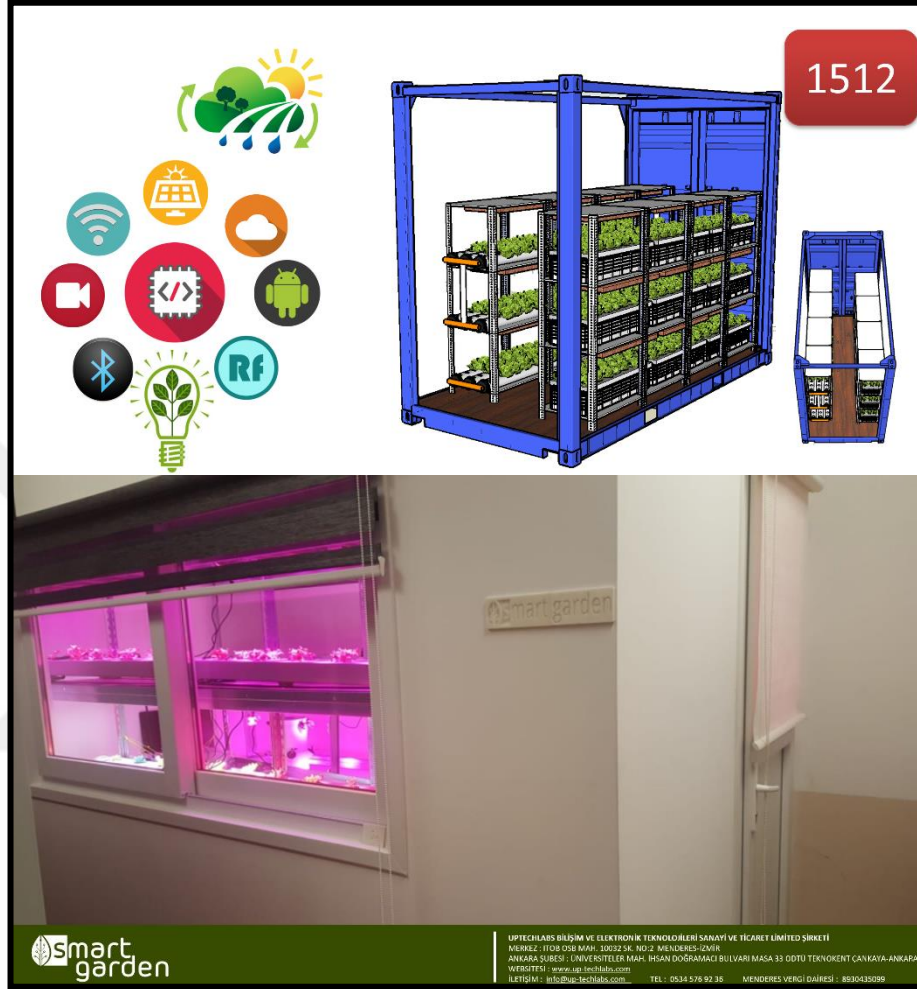 1512
</>
Rf
smart garden
smart
garden
UPTECHLABS BİLİŞİM VE ELEKTRONİK TEKNOLOJİLERİ SANAYİ VE TİCARET LİMİTED ŞİRKETİ
MERKEZ : İTOB OSB MAH. 10032 SK. NO:2 MENDERES-İZMİR
ANKARA ŞUBESİ : ÜNİVERSİTELER MAH. İHSAN DOĞRAMACI BULVARI MASA 33 ODTÜ TEKNOKENT ÇANKAYA-ANKARA
WEBSİTESİ : www.up-techlabs.com
İLETİŞİM : info@up-techlabs.com TEL : 0534 576 92 36 MENDERES VERGİ DAİRESİ : 8930435099